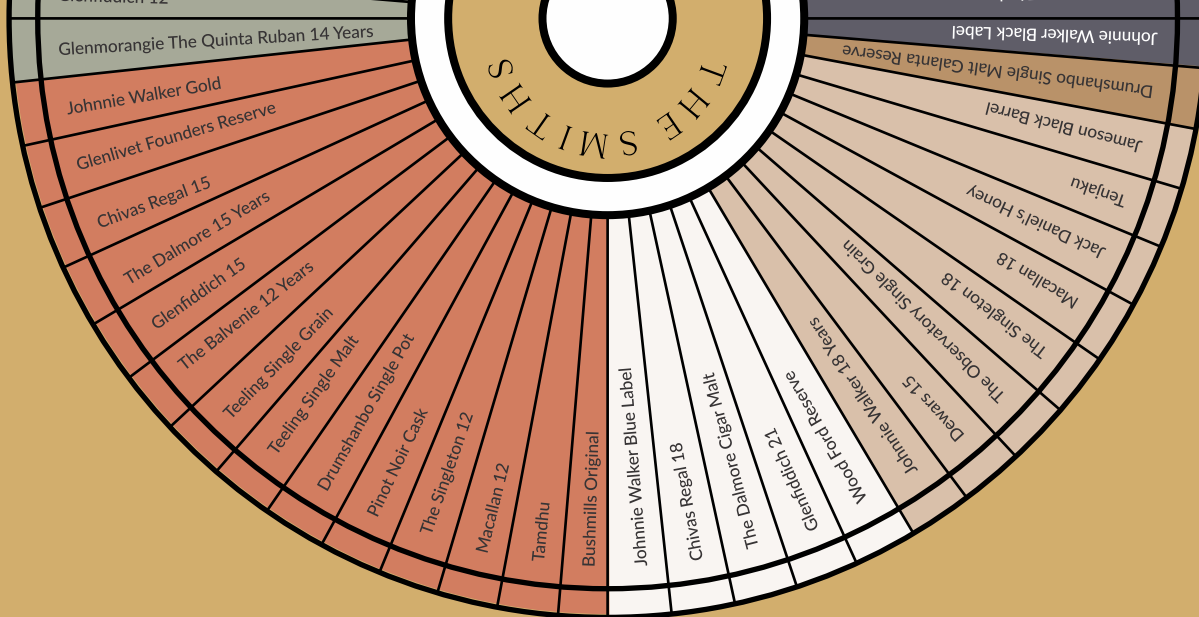 Glenfiddich 12
Glenmorangie The Quinta Ruban 14 Years
Johnnie Walker Gold
Glenlivet Founders Reserve
Chivas Regal 15
The Dalmore 15 Years
Glenfiddich 15
The Balvenie 12 Years
Teeling Single Grain
Teeling Single Malt
Drumshanbo Single Pot
Pinot Noir Cask
The Singleton 12
Macallan 12
Tamdhu
Bushmills Original
Johnnie Walker Blue Label
Chivas Regal 18
The Dalmore Cigar Malt
Glenfidich 21
Wood Ford Reserve
Johnnie Walker 18 Years
Dewars 15
The Observatory Single Grain
The Singleton 18
Macallan 18
Jack Daniel's Honey
Tenjaku
Jameson Black Barrel
Drumshanbo Single Malt Galanta Reserve
Johnnie Walker Black Label
THE SMITHS